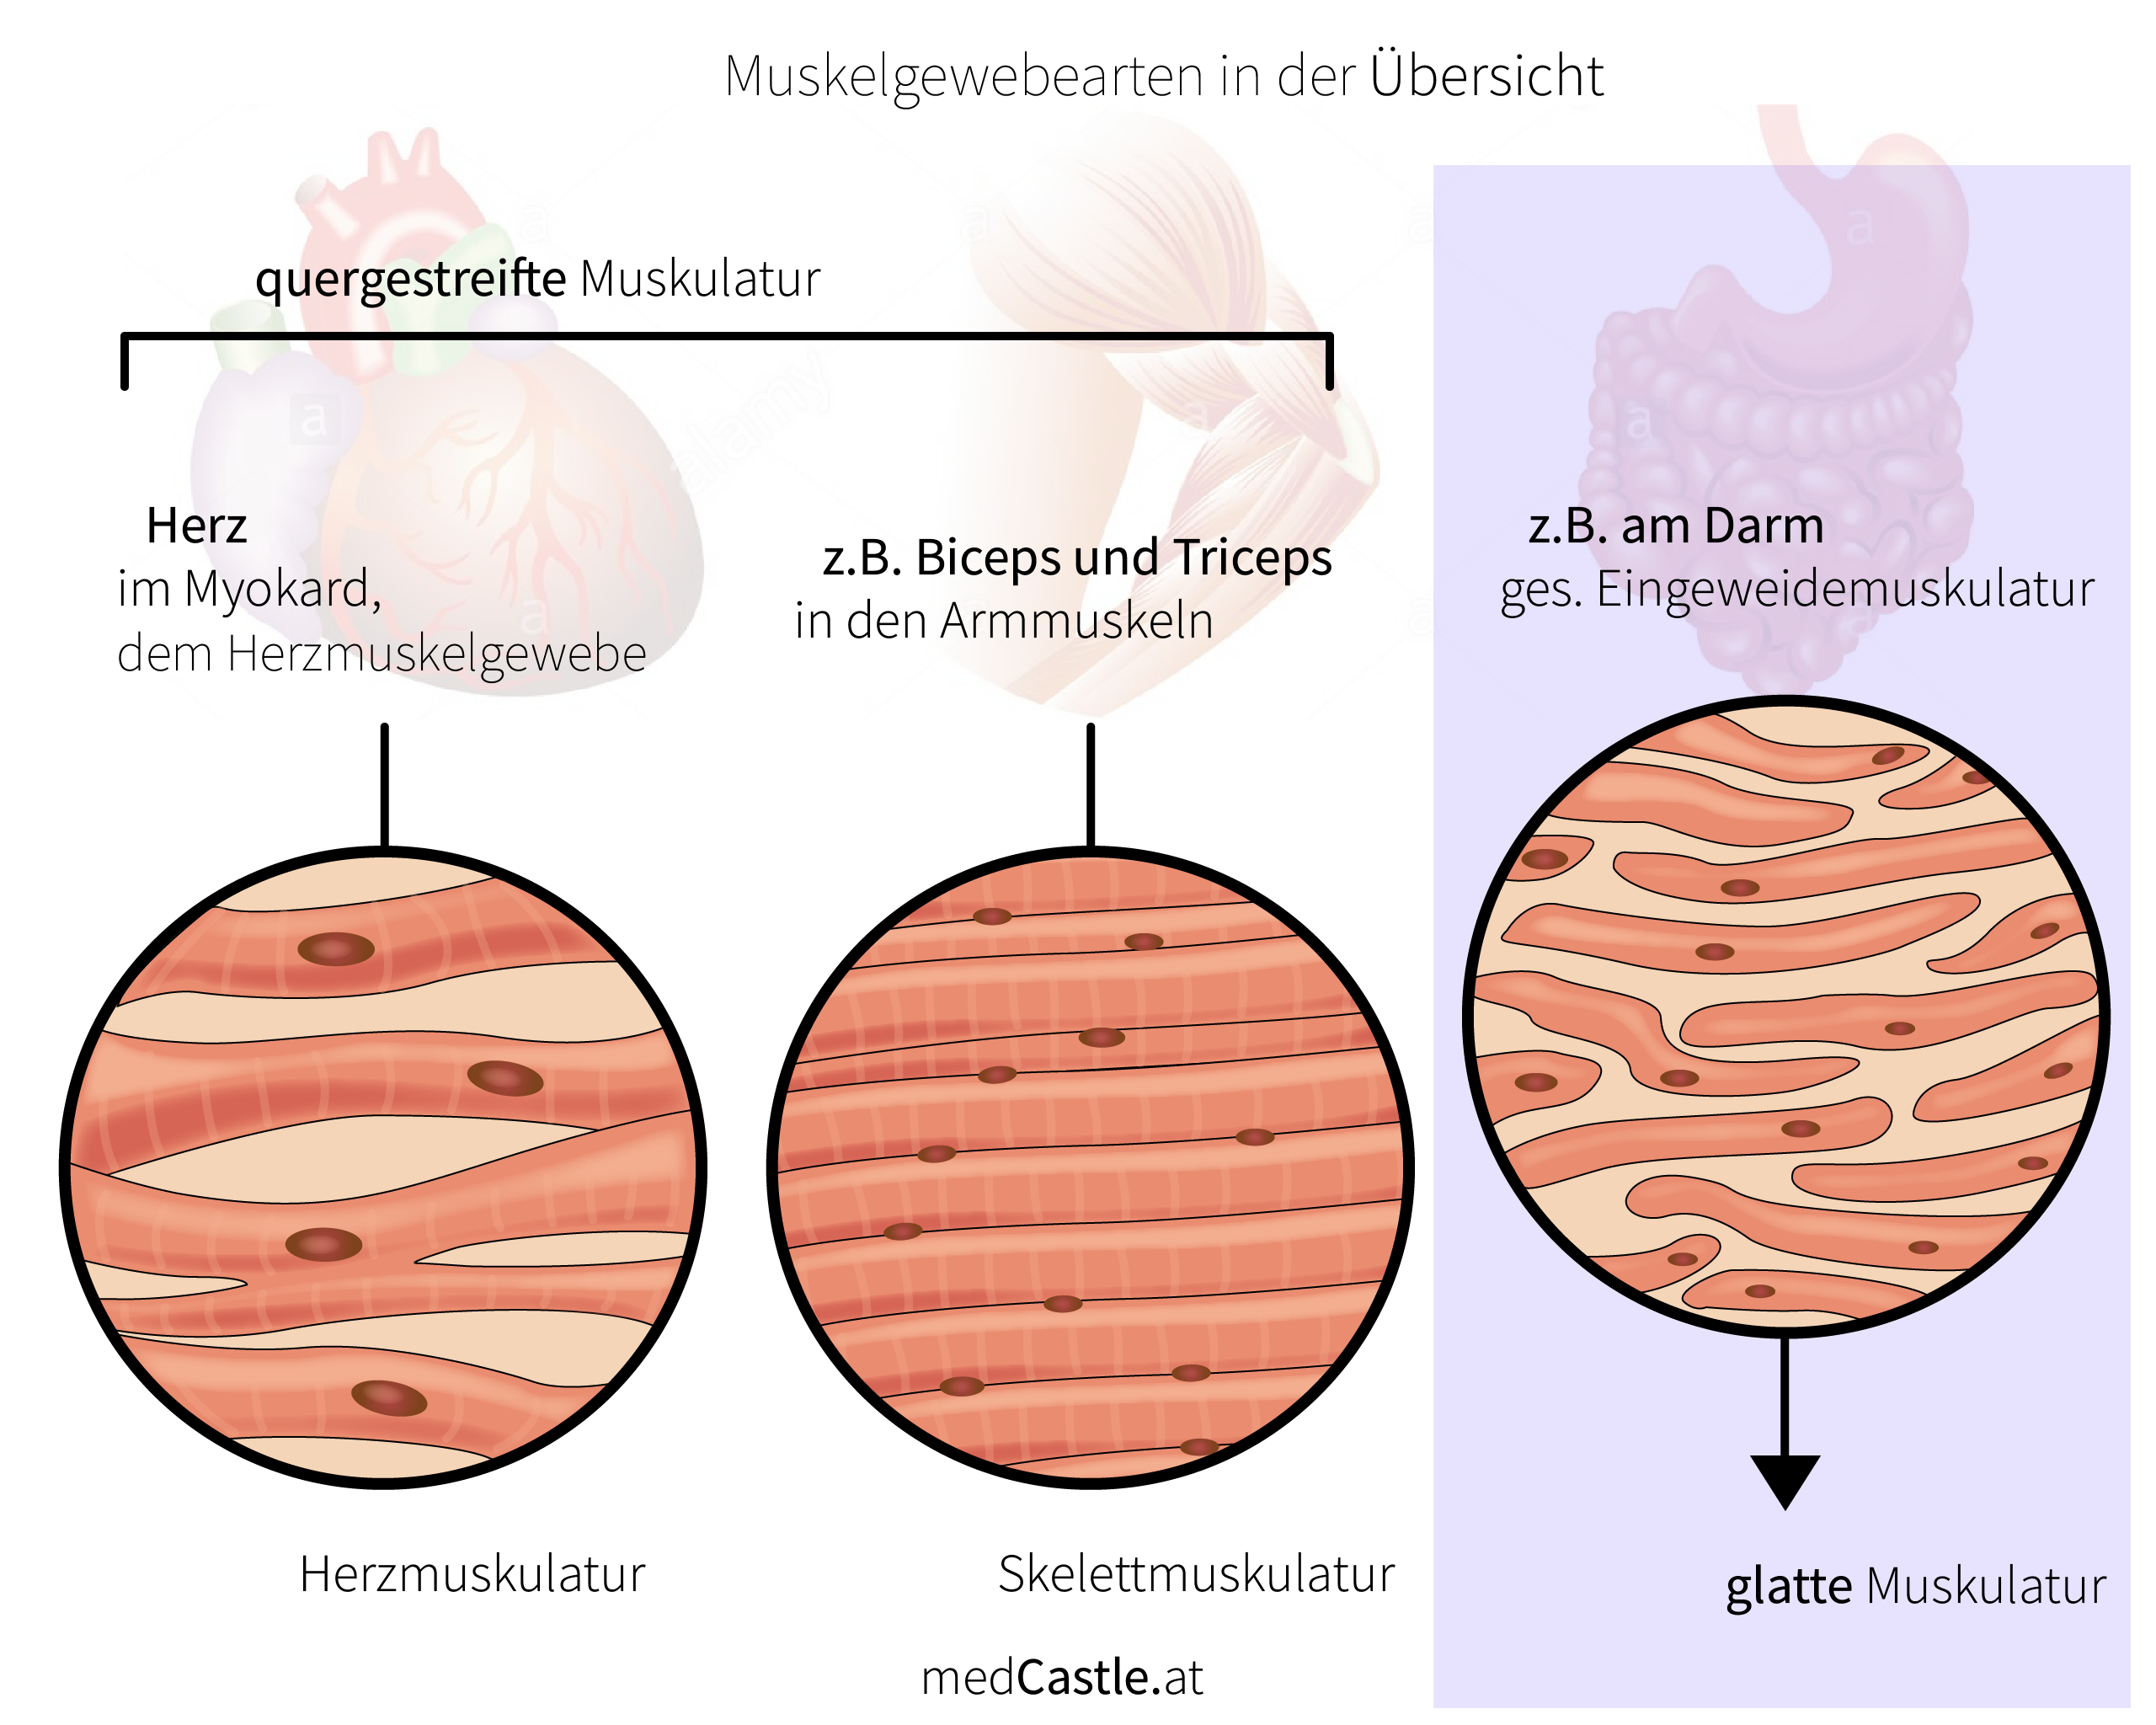 Muskelgewebearten in der Übersicht
quergestreifte Muskulatur
Herz
im Myokard,
dem Herzmuskelgewebe
z.B. Biceps und Triceps
in den Armmuskeln
z.B. am Darm
ges. Eingeweidemuskulatur
Herzmuskulatur
Skelettmuskulatur
glatte Muskulatur
medCastle.at
alamy
a
a
a
a
a
a
a